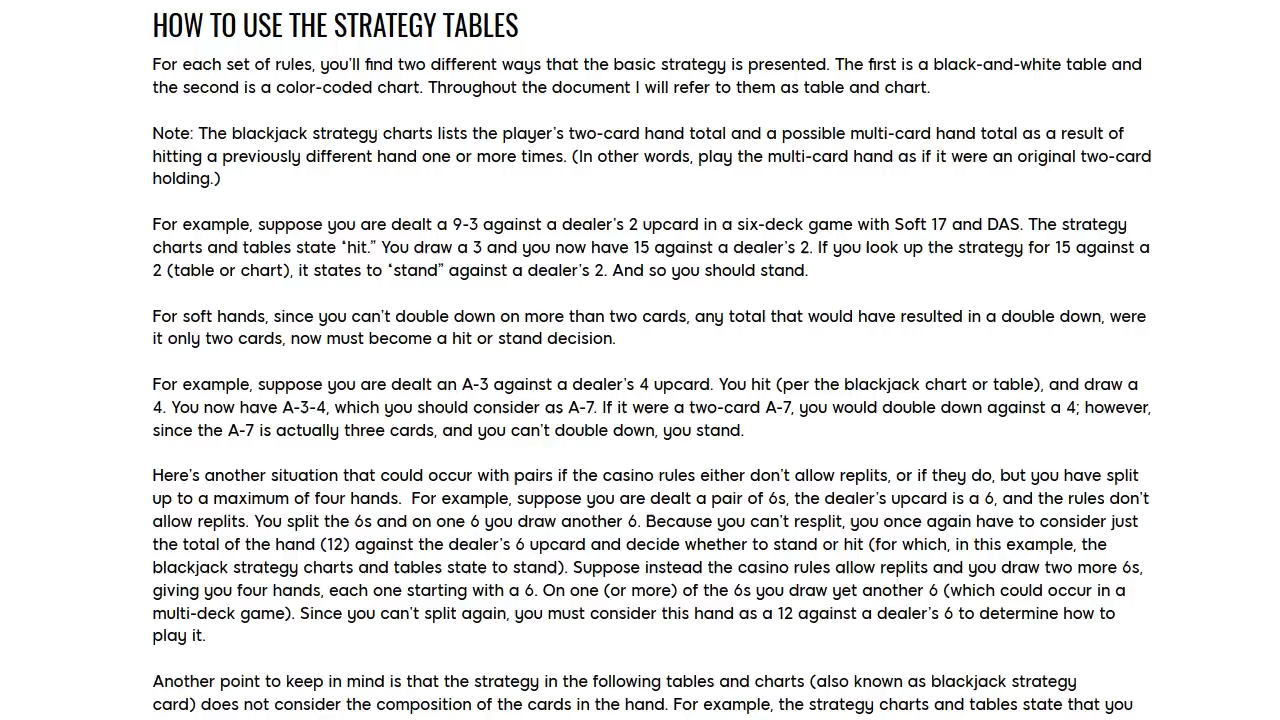 HOW TO USE THE STRATEGY TABLES
For each set of rules, you'll find two different ways that the basic strategy is presented. The first is a black-and-white table and
the second is a color-coded chart. Throughout the document I will refer to them as table and chart.
Note: The blackjack strategy charts lists the player's two-card hand total and a possible multi-card hand total as a result of
hitting a previously different hand one or more times. (In other words, play the multi-card hand as if it were an original two-card
holding.)
For example, suppose you are dealt a 9-3 against a dealer's 2 upcard in a six-deck game with Soft 17 and DAS. The strategy
charts and tables state “hit.” You draw a 3 and you now have 15 against a dealer's 2. If you look up the strategy for 15 against a
2 (table or chart), it states to “stand” against a dealer's 2. And so you should stand.
For soft hands, since you can't double down on more than two cards, any total that would have resulted in a double down, were
it only two cards, now must become a hit or stand decision.
For example, suppose you are dealt an A-3 against a dealer's 4 upcard. You hit (per the blackjack chart or table), and draw a
4. You now have A-3-4, which you should consider as A-7. If it were a two-card A-7, you would double down against a 4; however,
since the A-7 is actually three cards, and you can't double down, you stand.
Here's another situation that could occur with pairs if the casino rules either don't allow replits, or if they do, but you have split
up to a maximum of four hands.  For example, suppose you are dealt a pair of 6s, the dealer's upcard is a 6, and the rules don't
allow replits. You split the 6s and on one 6 you draw another 6. Because you can't resplit, you once again have to consider just
the total of the hand (12) against the dealer's 6 upcard and decide whether to stand or hit (for which, in this example, the
blackjack strategy charts and tables state to stand). Suppose instead the casino rules allow replits and you draw two more 6s,
giving you four hands, each one starting with a 6. On one (or more) of the 6s you draw yet another 6 (which could occur in a
multi-deck game). Since you can't split again, you must consider this hand as a 12 against a dealer's 6 to determine how to
play it.
Another point to keep in mind is that the strategy in the following tables and charts (also known as blackjack strategy
card) does not consider the composition of the cards in the hand. For example, the strategy charts and tables state that you